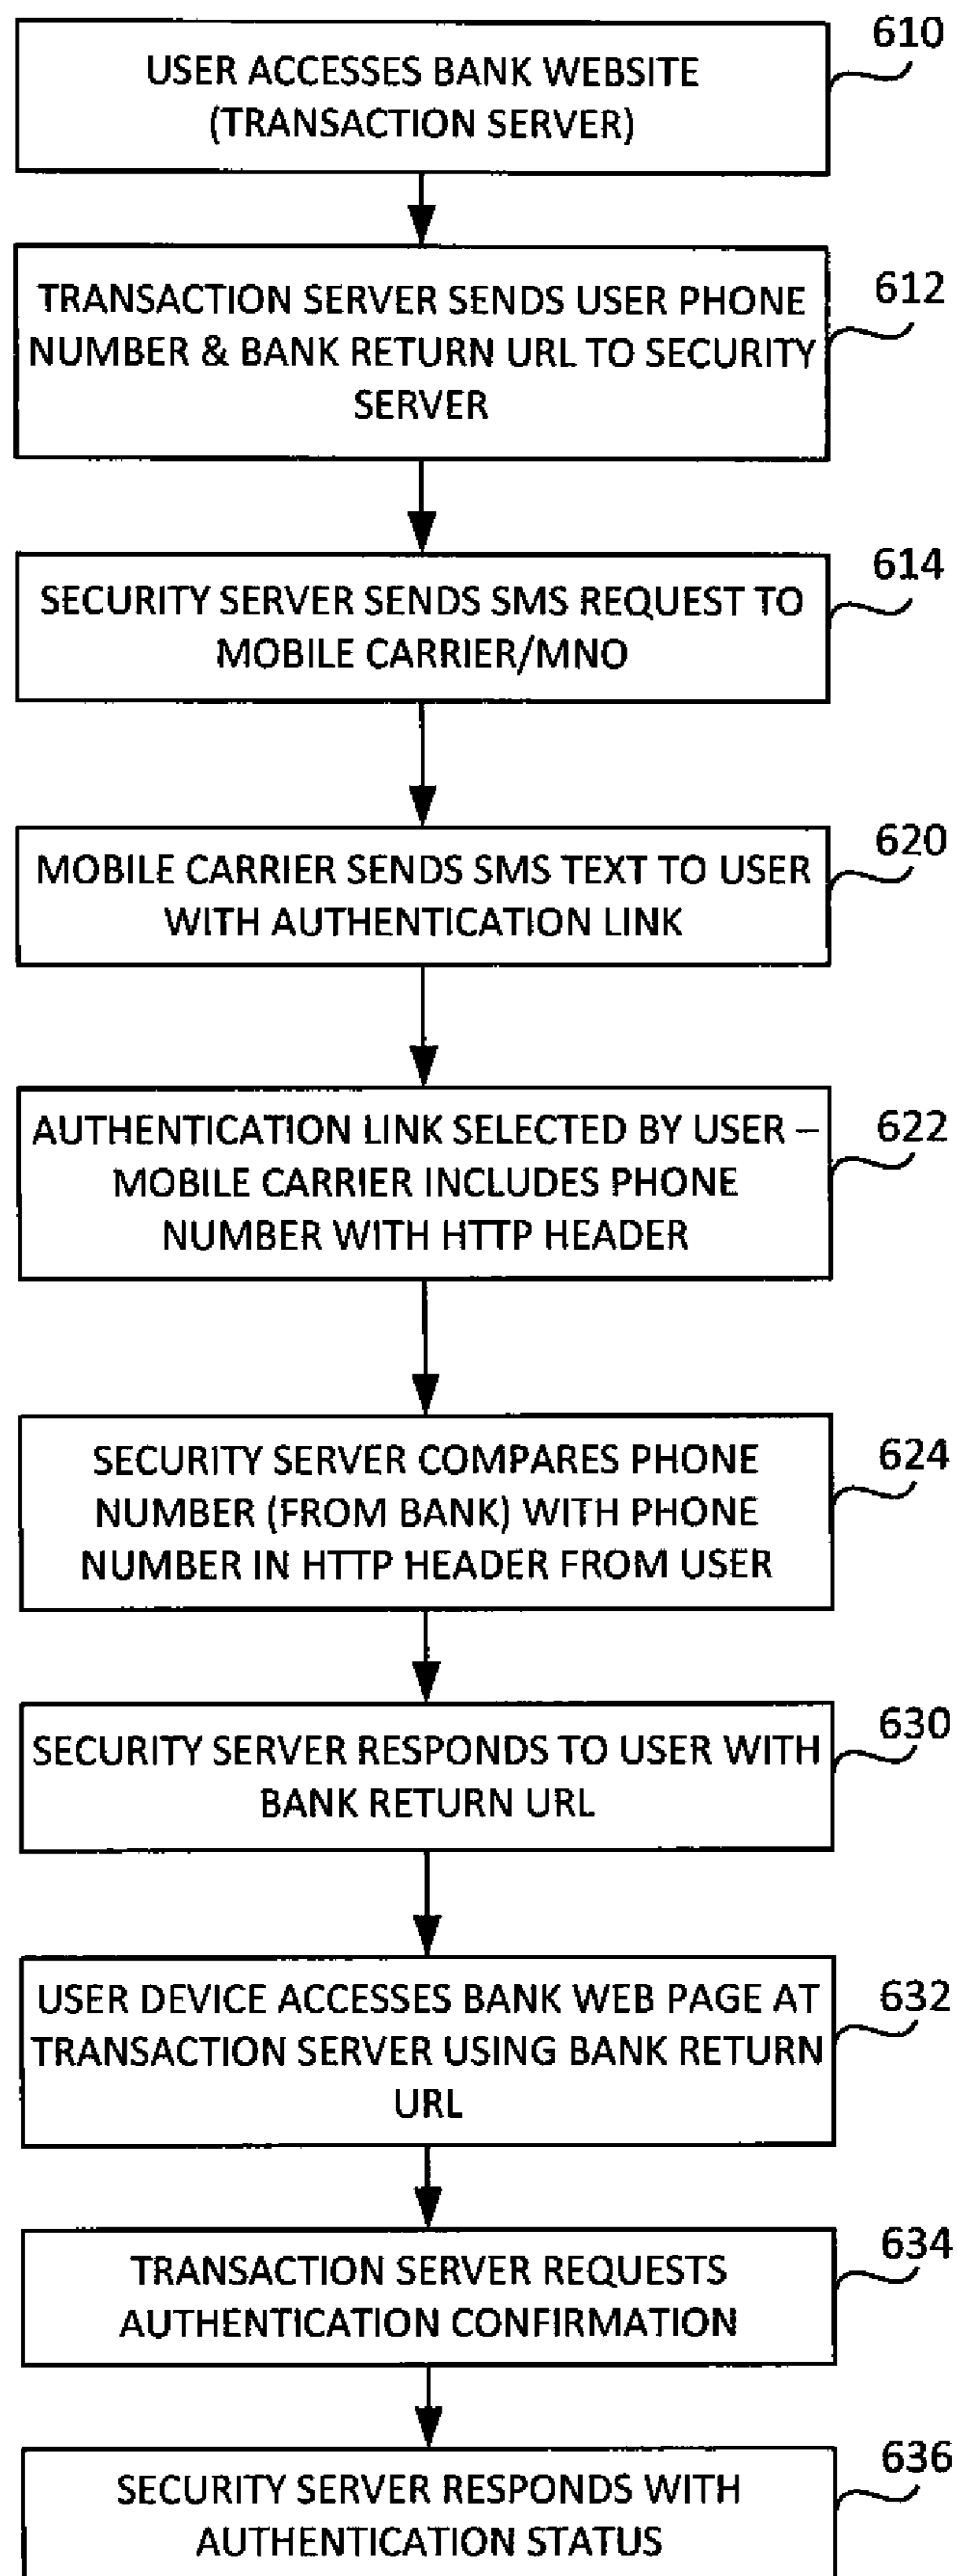 610
USER ACCESSES BANK WEBSITE
(TRANSACTION SERVER)
612
TRANSACTION SERVER SENDS USER PHONE
NUMBER & BANK RETURN URL TO SECURITY
SERVER
614
SECURITY SERVER SENDS SMS REQUEST TO
MOBILE CARRIER/MNO
620
MOBILE CARRIER SENDS SMS TEXT TO USER
WITH AUTHENTICATION LINK
622
AUTHENTICATION LINK SELECTED BY USER –
MOBILE CARRIER INCLUDES PHONE
NUMBER WITH HTTP HEADER
624
SECURITY SERVER COMPARES PHONE
NUMBER (FROM BANK) WITH PHONE
NUMBER IN HTTP HEADER FROM USER
630
SECURITY SERVER RESPONDS TO USER WITH
BANK RETURN URL
632
USER DEVICE ACCESSES BANK WEB PAGE AT
TRANSACTION SERVER USING BANK RETURN
URL
634
TRANSACTION SERVER REQUESTS
AUTHENTICATION CONFIRMATION
636
SECURITY SERVER RESPONDS WITH
AUTHENTICATION STATUS